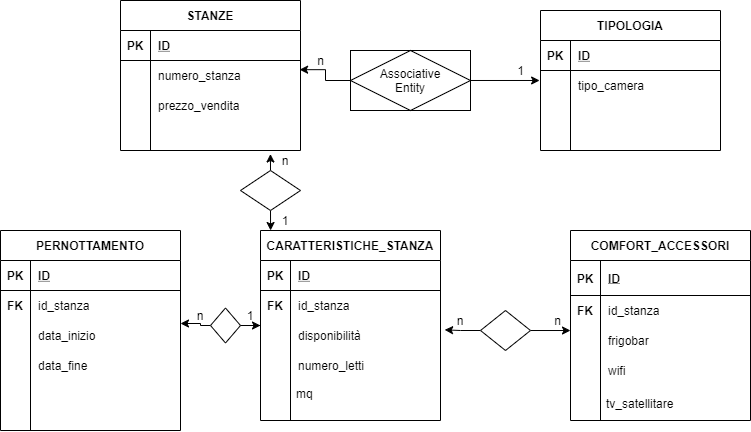 STANZE
PK ID
numero_stanza
prezzo_vendita
n
Associative
Entity
1
TIPOLOGIA
PK ID
tipo_camera
n
1
PERNOTTAMENTO
PK ID
FK id_stanza
data_inizio
data_fine
n
1
CARATTERISTICHE_STANZA
PK ID
FK id_stanza
disponibilità
numero_letti
mq
n
n
COMFORT_ACCESSORI
PK ID
FK id_stanza
frigobar
wifi
tv_satellitare